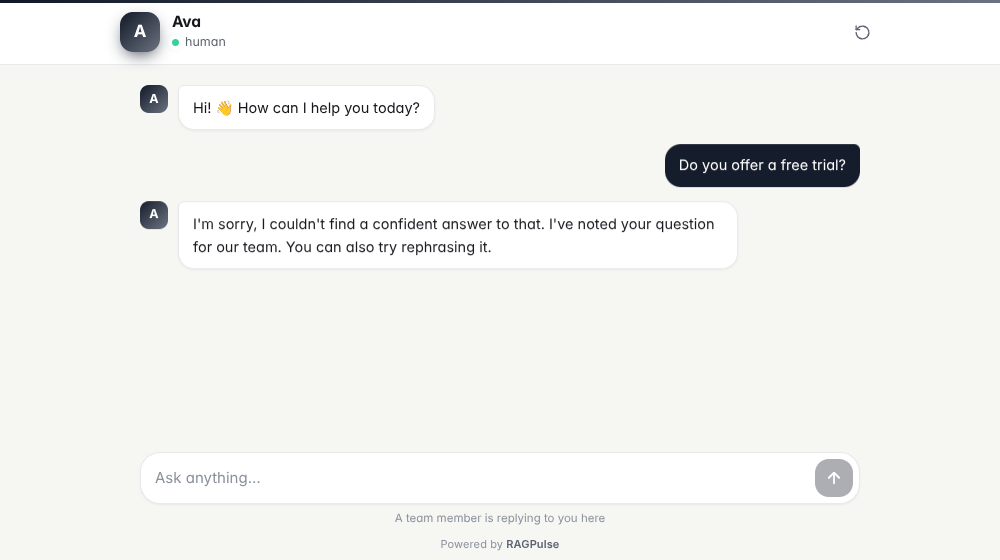 A
Ava
human
A
Hi! 👋 How can I help you today?
Do you offer a free trial?
A
I'm sorry, I couldn't find a confident answer to that. I've noted your question
for our team. You can also try rephrasing it.
Ask anything...
A team member is replying to you here
Powered by RAGPulse